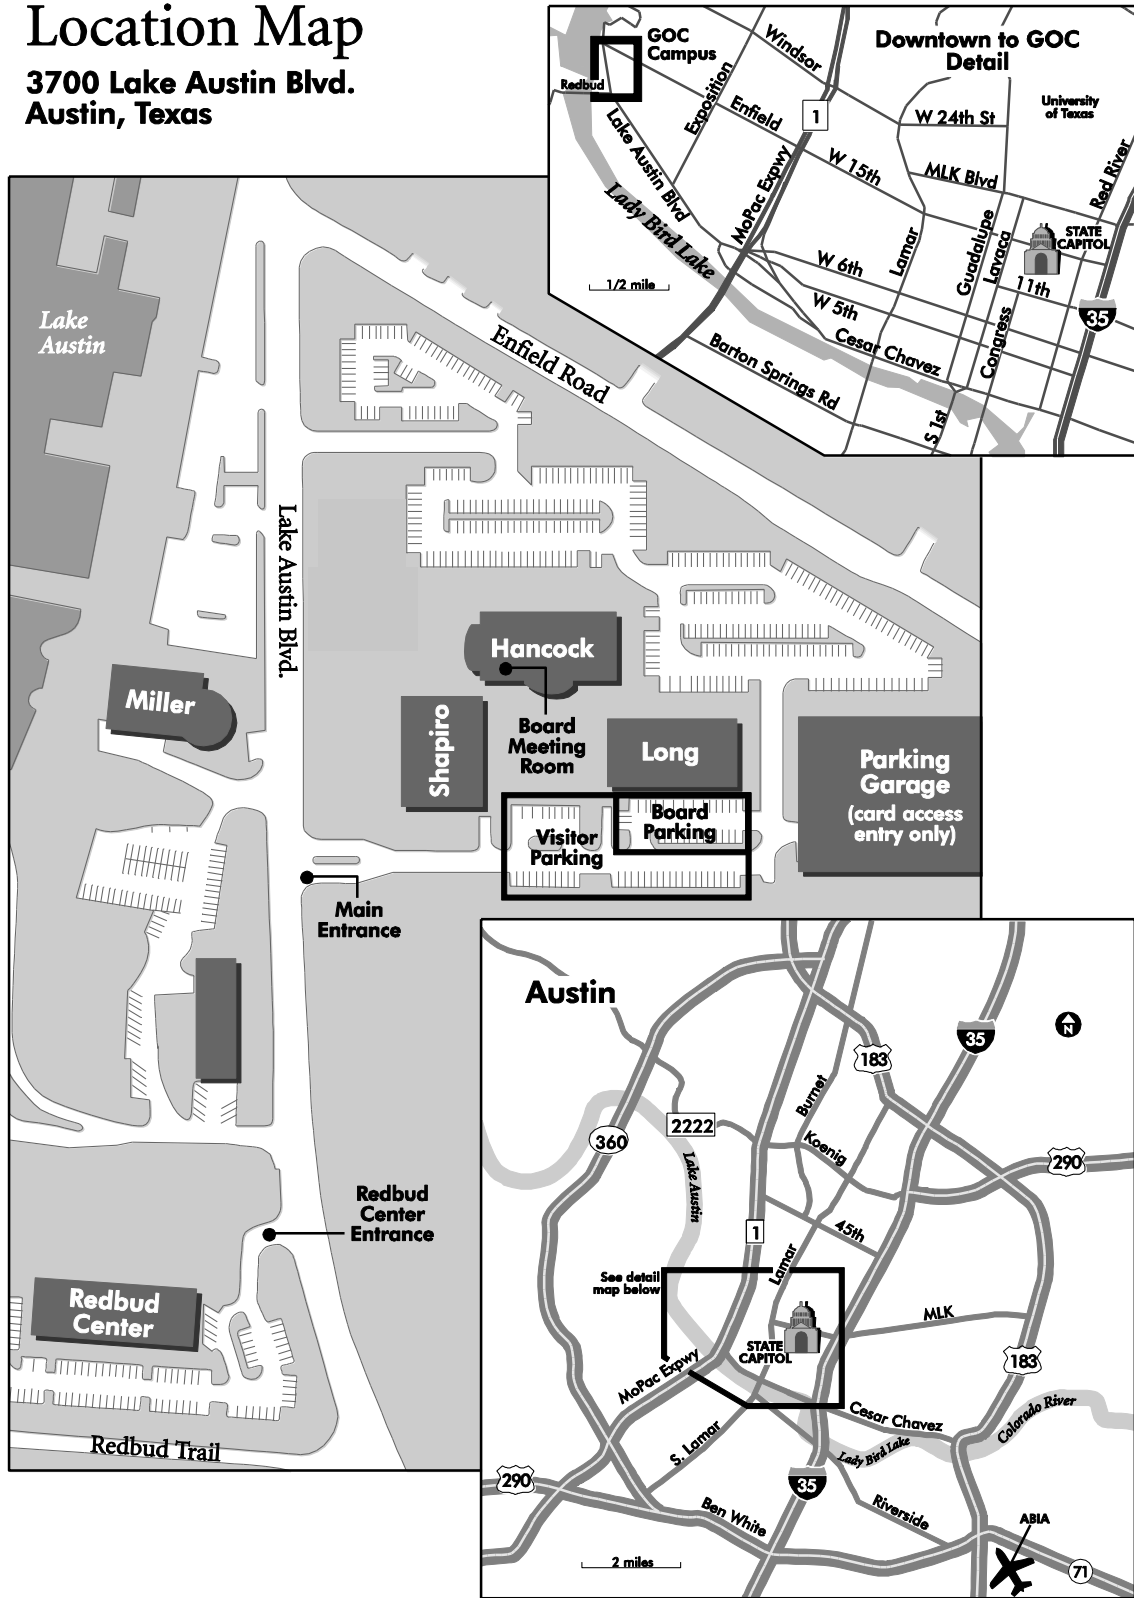 Location Map
3700 Lake Austin Blvd.
Austin, Texas
GOC
Campus
Redbud
Windsor
Downtown to GOC
Detail
Exposition
Enfield
1
W 24th St
University
of Texas
Lake Austin Blvd
MoPac Expwy
W 15th
MLK Blvd
Red River
Lady Bird Lake
Lamar
Guadalupe
Lavaca
STATE
CAPITOL
W 6th
11th
1/2 mile
W 5th
Congress
35
Cesar Chavez
Barton Springs Rd
S 1st
Lake
Austin
Enfield Road
Lake Austin Blvd.
Hancock
Miller
Shapiro
Board
Meeting
Room
Long
Parking
Garage
(card access
entry only)
Board
Parking
Visitor
Parking
Main
Entrance
Redbud
Center
Entrance
Redbud
Center
Redbud Trail
Austin
N
35
183
Burnet
2222
360
Koenig
290
Lake Austin
1
45th
Lamar
See detail
map below
MLK
STATE
CAPITOL
183
MoPac Expwy
Cesar Chavez
Colorado River
S. Lamar
Lady Bird Lake
290
35
Ben White
Riverside
ABIA
2 miles
71